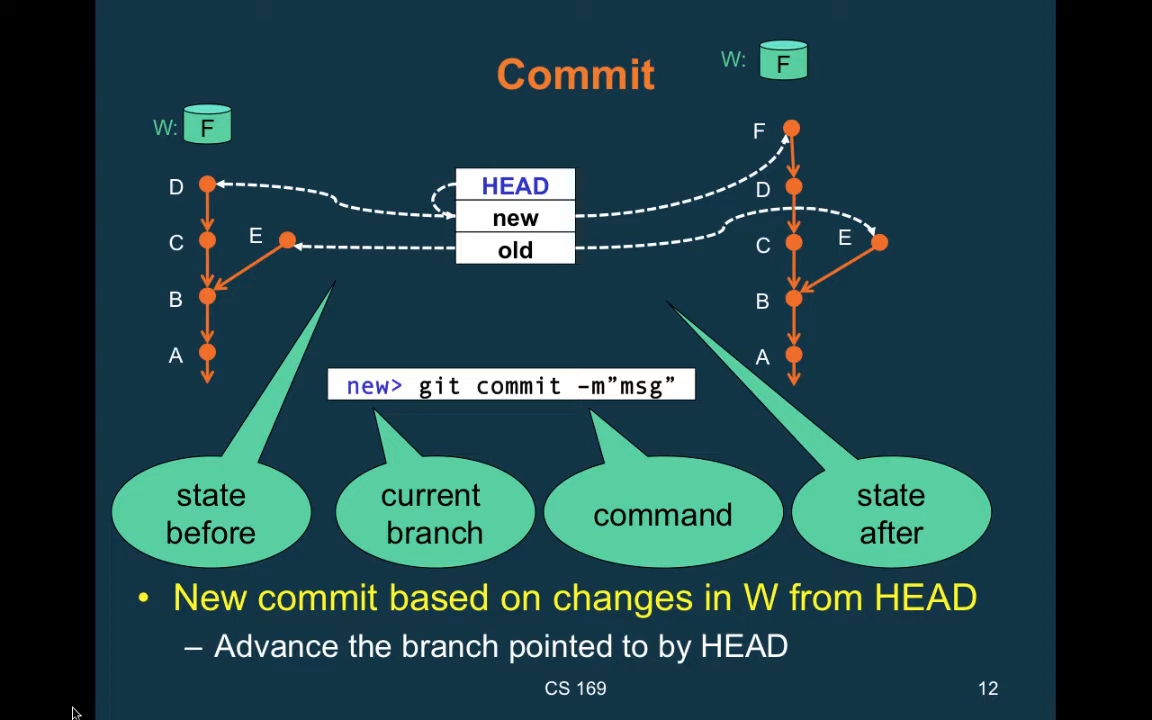 Commit
W: F
W: F
D
C
E
B
A
HEAD
new
old
F
D
C
E
B
A
new> git commit –m”msg”
state
before
current
branch
command
state
after
• New commit based on changes in W from HEAD
– Advance the branch pointed to by HEAD
CS 169
12